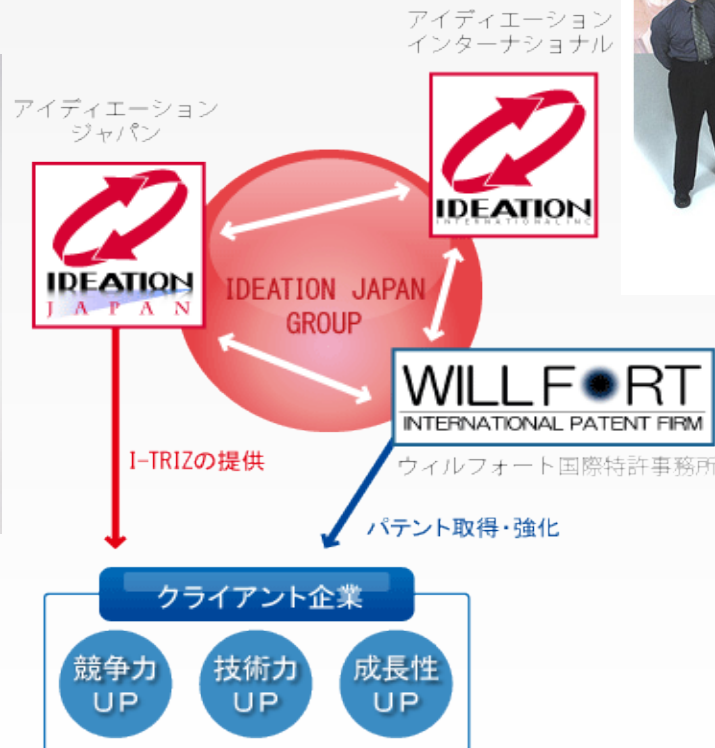 アイディエーション
インターナショナル
IDEATION
INTERNATIONAL INC
アイディエーション
ジャパン
IDEATION
JAPAN
IDEATION JAPAN
GROUP
WILLFORT
INTERNATIONAL PATENT FIRM
ウィルフォート国際特許事務所
I-TRIZの提供
パテント取得・強化
クライアント企業
競争力
UP
技術力
UP
成長性
UP